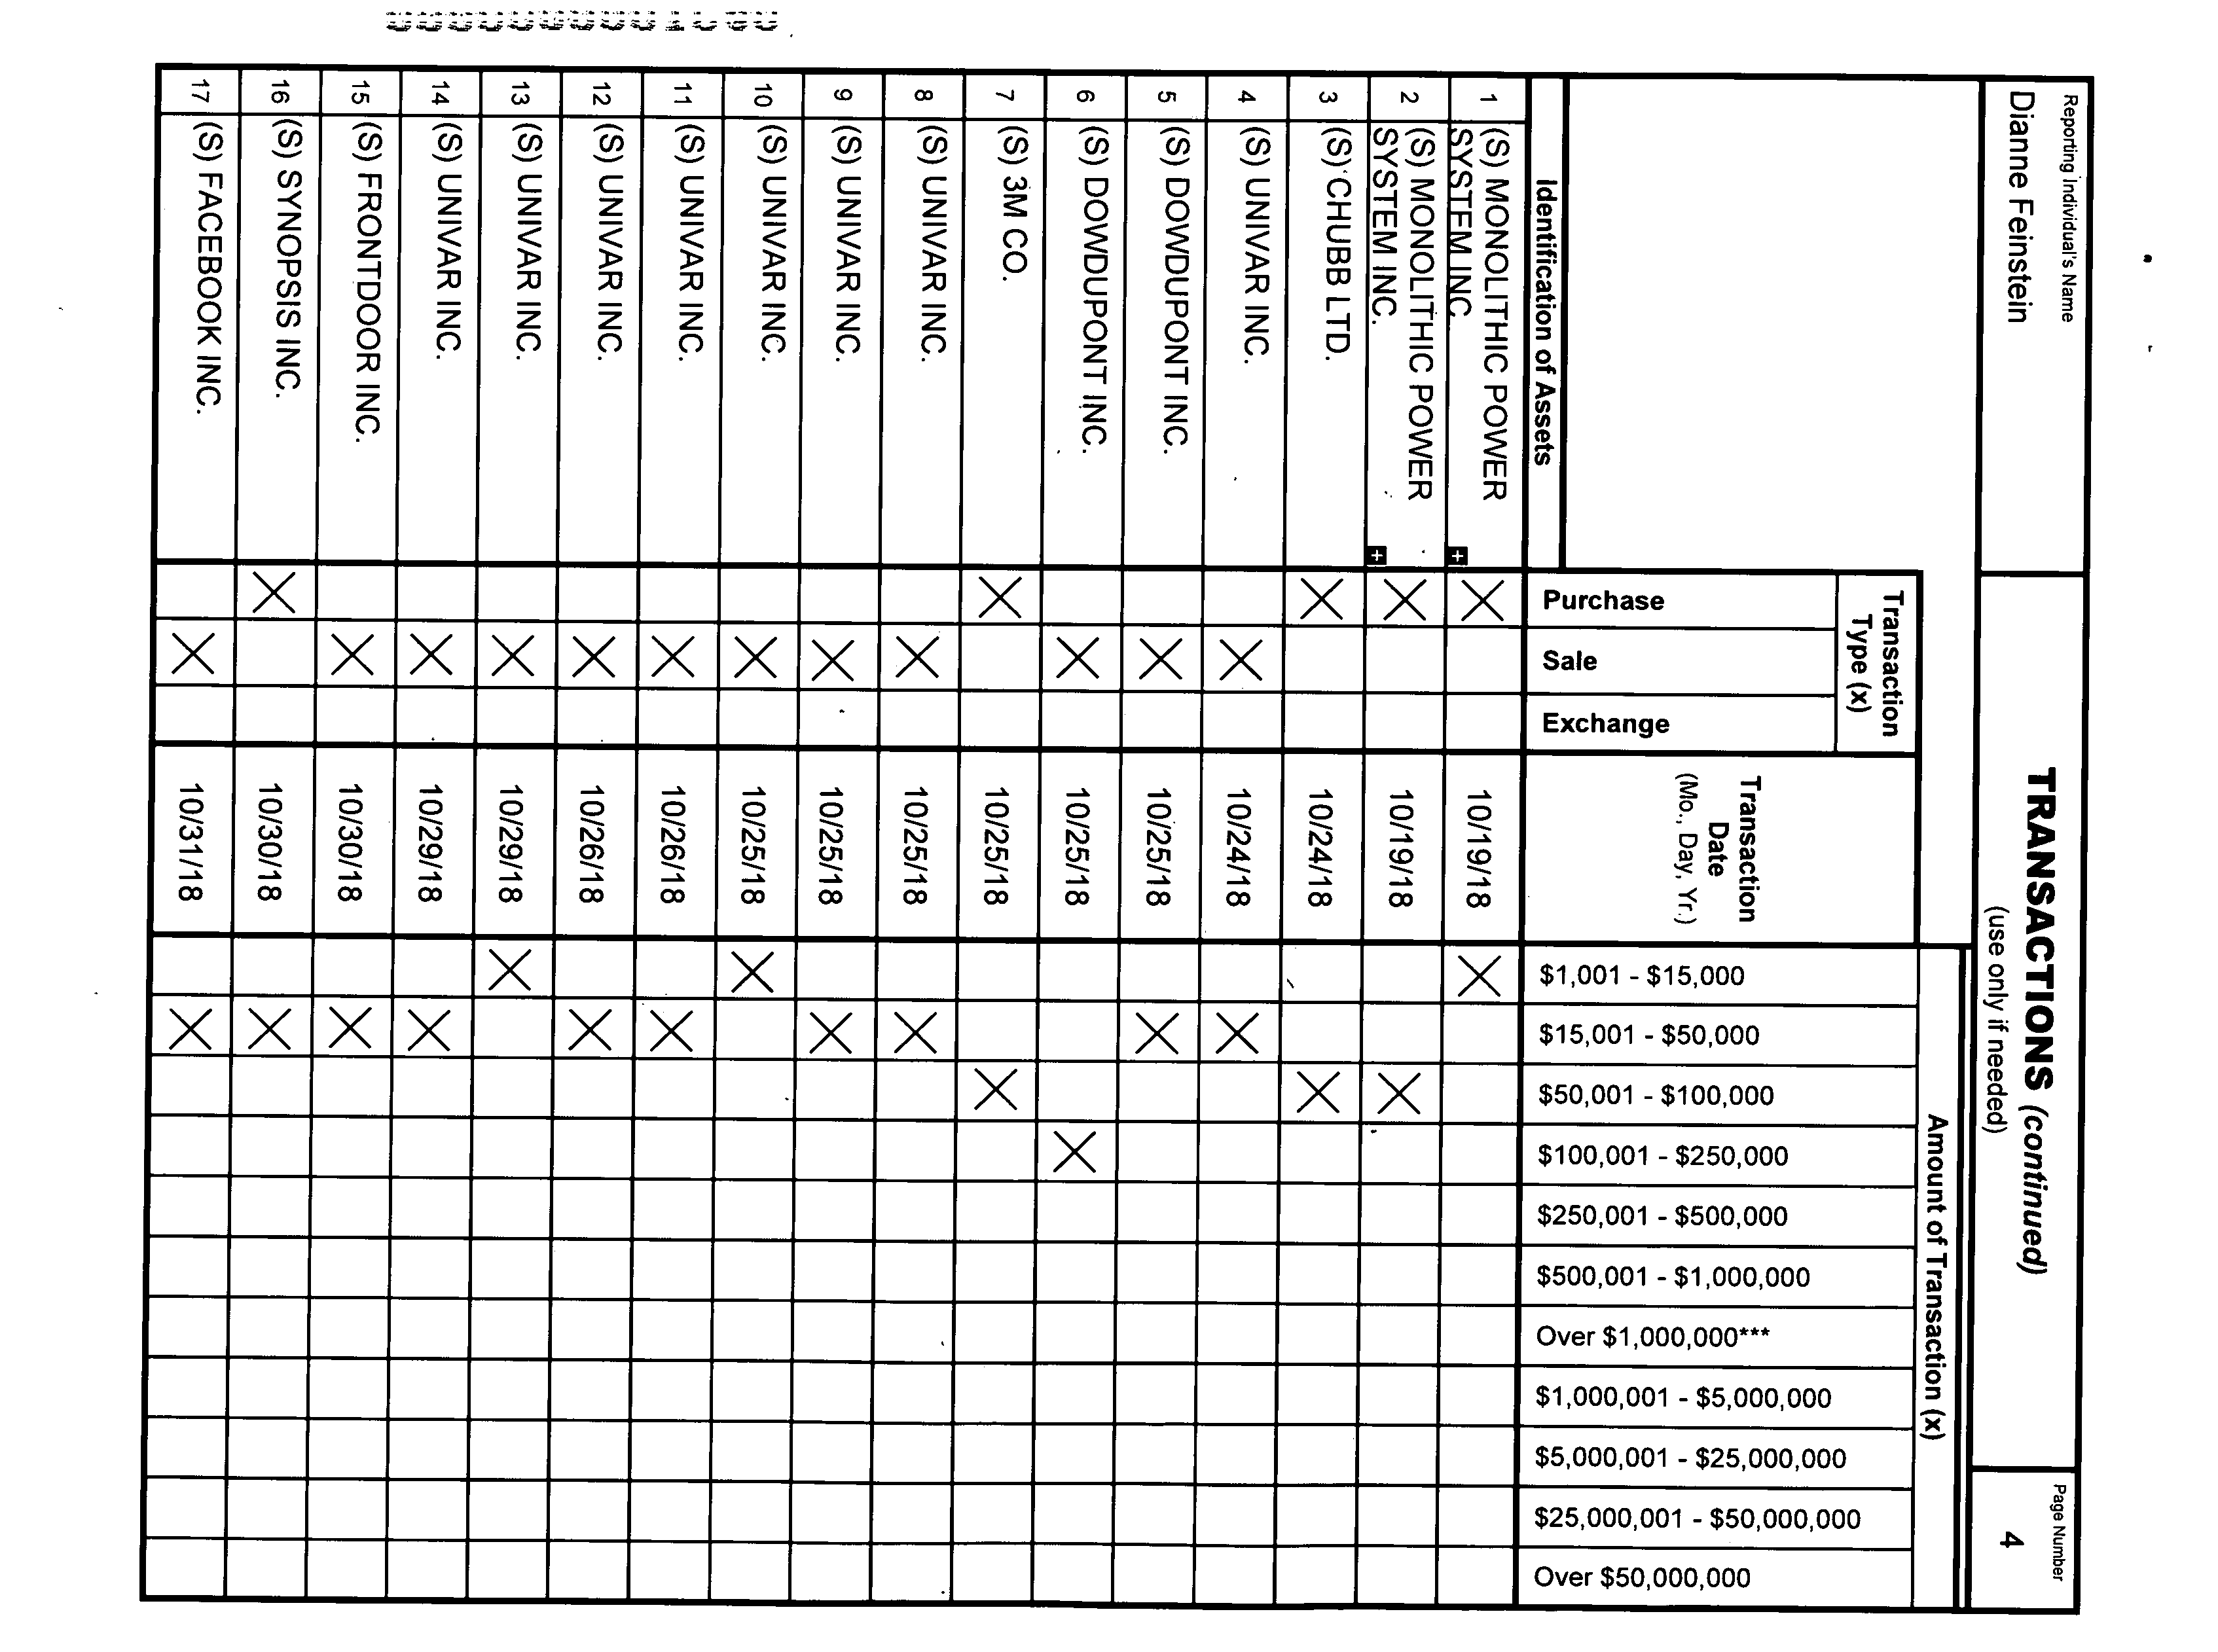 Reporting Individual's Name
Dianne Feinstein
TRANSACTIONS (continued)
(use only if needed)
Page Number
4
Transaction
Type (x)
Amount of Transaction (x)
Identification of Assets
Purchase
Sale
Exchange
Transaction
Date
(Mo., Day, Yr.)
$1,001 - $15,000
$15,001 - $50,000
$50,001 - $100,000
$100,001 - $250,000
$250,001 - $500,000
$500,001 - $1,000,000
Over $1,000,000***
$1,000,001 - $5,000,000
$5,000,001 - $25,000,000
$25,000,001 - $50,000,000
Over $50,000,000
1 (S) MONOLITHIC POWER
SYSTEM INC. + X 10/19/18 X
2 (S) MONOLITHIC POWER
SYSTEM INC. + X 10/19/18 X
3 (S) CHUBB LTD. X 10/24/18 X
4 (S) UNIVAR INC. X 10/24/18 X
5 (S) DOWDUPONT INC. X 10/25/18 X
6 (S) DOWDUPONT INC. X 10/25/18 X
7 (S) 3M CO. X 10/25/18 X
8 (S) UNIVAR INC. X 10/25/18 X
9 (S) UNIVAR INC. X 10/25/18 X
10 (S) UNIVAR INC. X 10/25/18 X
11 (S) UNIVAR INC. X 10/26/18 X
12 (S) UNIVAR INC. X 10/26/18 X
13 (S) UNIVAR INC. X 10/29/18 X
14 (S) UNIVAR INC. X 10/29/18 X
15 (S) FRONTDOOR INC. X 10/30/18 X
16 (S) SYNOPSIS INC. X 10/30/18 X
17 (S) FACEBOOK INC. X 10/31/18 X